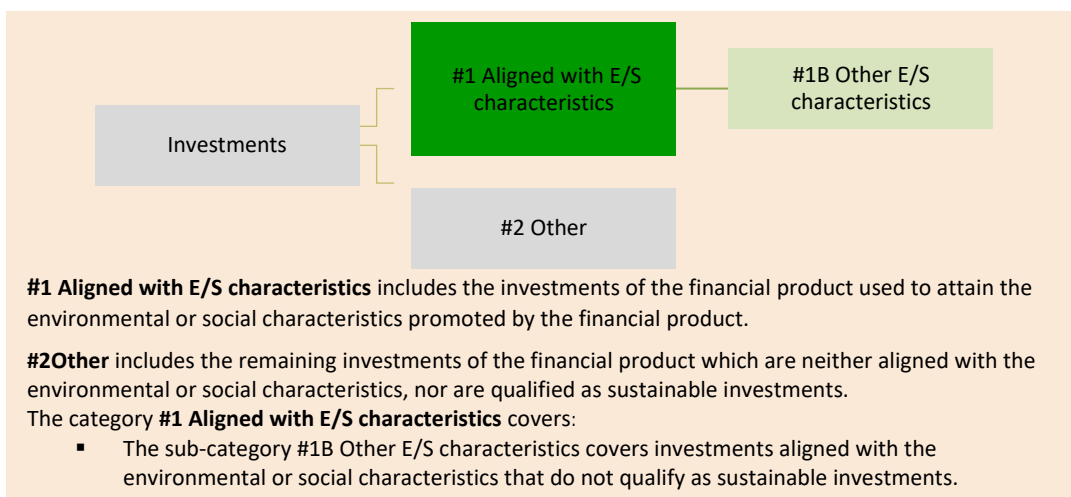 #1 Aligned with E/S
characteristics
#1B Other E/S
characteristics
Investments
#2 Other
#1 Aligned with E/S characteristics includes the investments of the financial product used to attain the
environmental or social characteristics promoted by the financial product.
#2Other includes the remaining investments of the financial product which are neither aligned with the
environmental or social characteristics, nor are qualified as sustainable investments.
The category #1 Aligned with E/S characteristics covers:
▪ The sub-category #1B Other E/S characteristics covers investments aligned with the
environmental or social characteristics that do not qualify as sustainable investments.